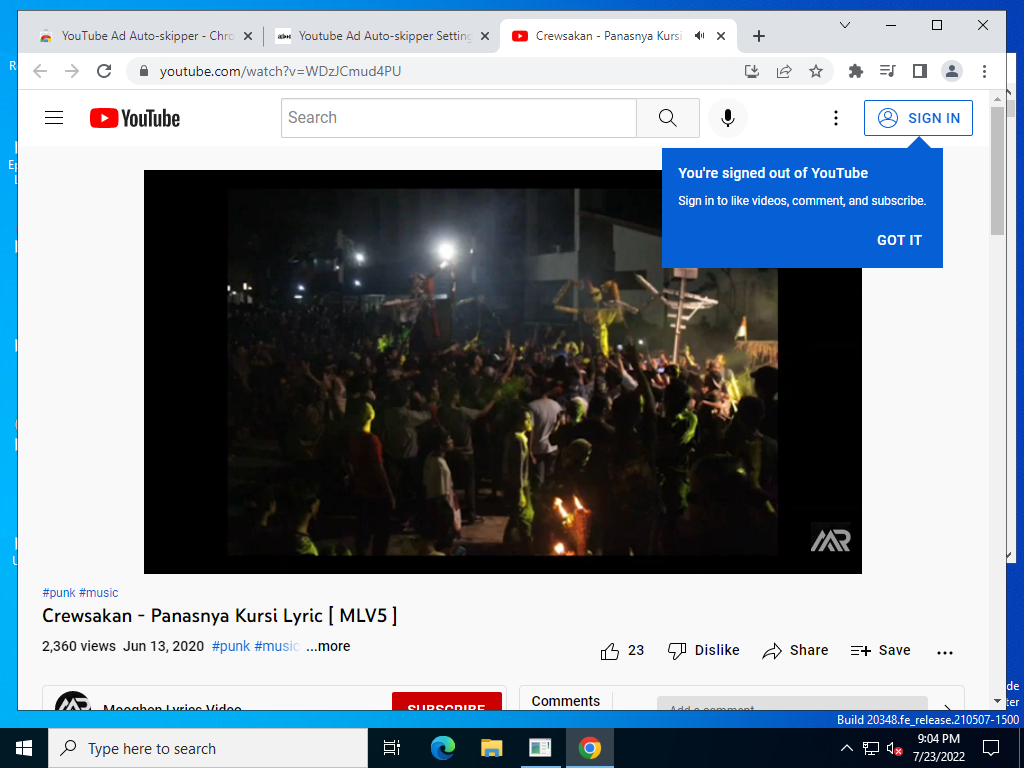 YouTube Ad Auto-skipper - Chro
Youtube Ad Auto-skipper Setting
Crewsakan - Panasnya Kursi
youtube.com/watch?v=WDzJCmud4PU
YouTube
Search
SIGN IN
You're signed out of YouTube
Sign in to like videos, comment, and subscribe.
GOT IT
MR
#punk #music
Crewsakan - Panasnya Kursi Lyric [ MLV5 ]
2,360 views Jun 13, 2020 #punk #music ...more
23
Dislike
Share
Save
Mooghen Lyrics Video
SUBSCRIBE
Comments
Add a comment...
Build 20348.fe_release.210507-1500
Type here to search
9:04 PM
7/23/2022